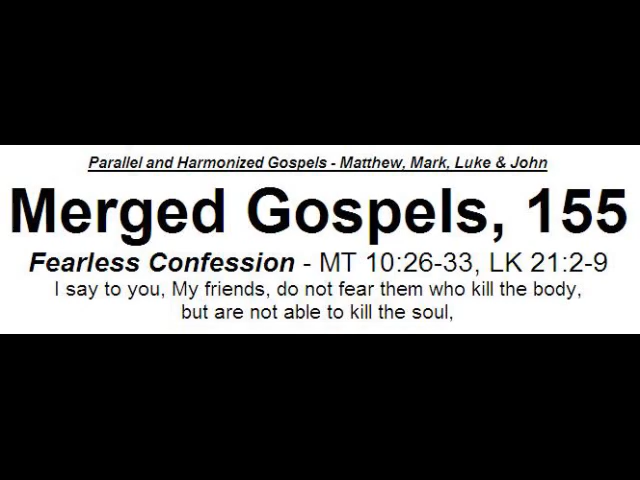 Parallel and Harmonized Gospels - Matthew, Mark, Luke & John
Merged Gospels, 155
Fearless Confession - MT 10:26-33, LK 21:2-9
I say to you, My friends, do not fear them who kill the body,
but are not able to kill the soul,